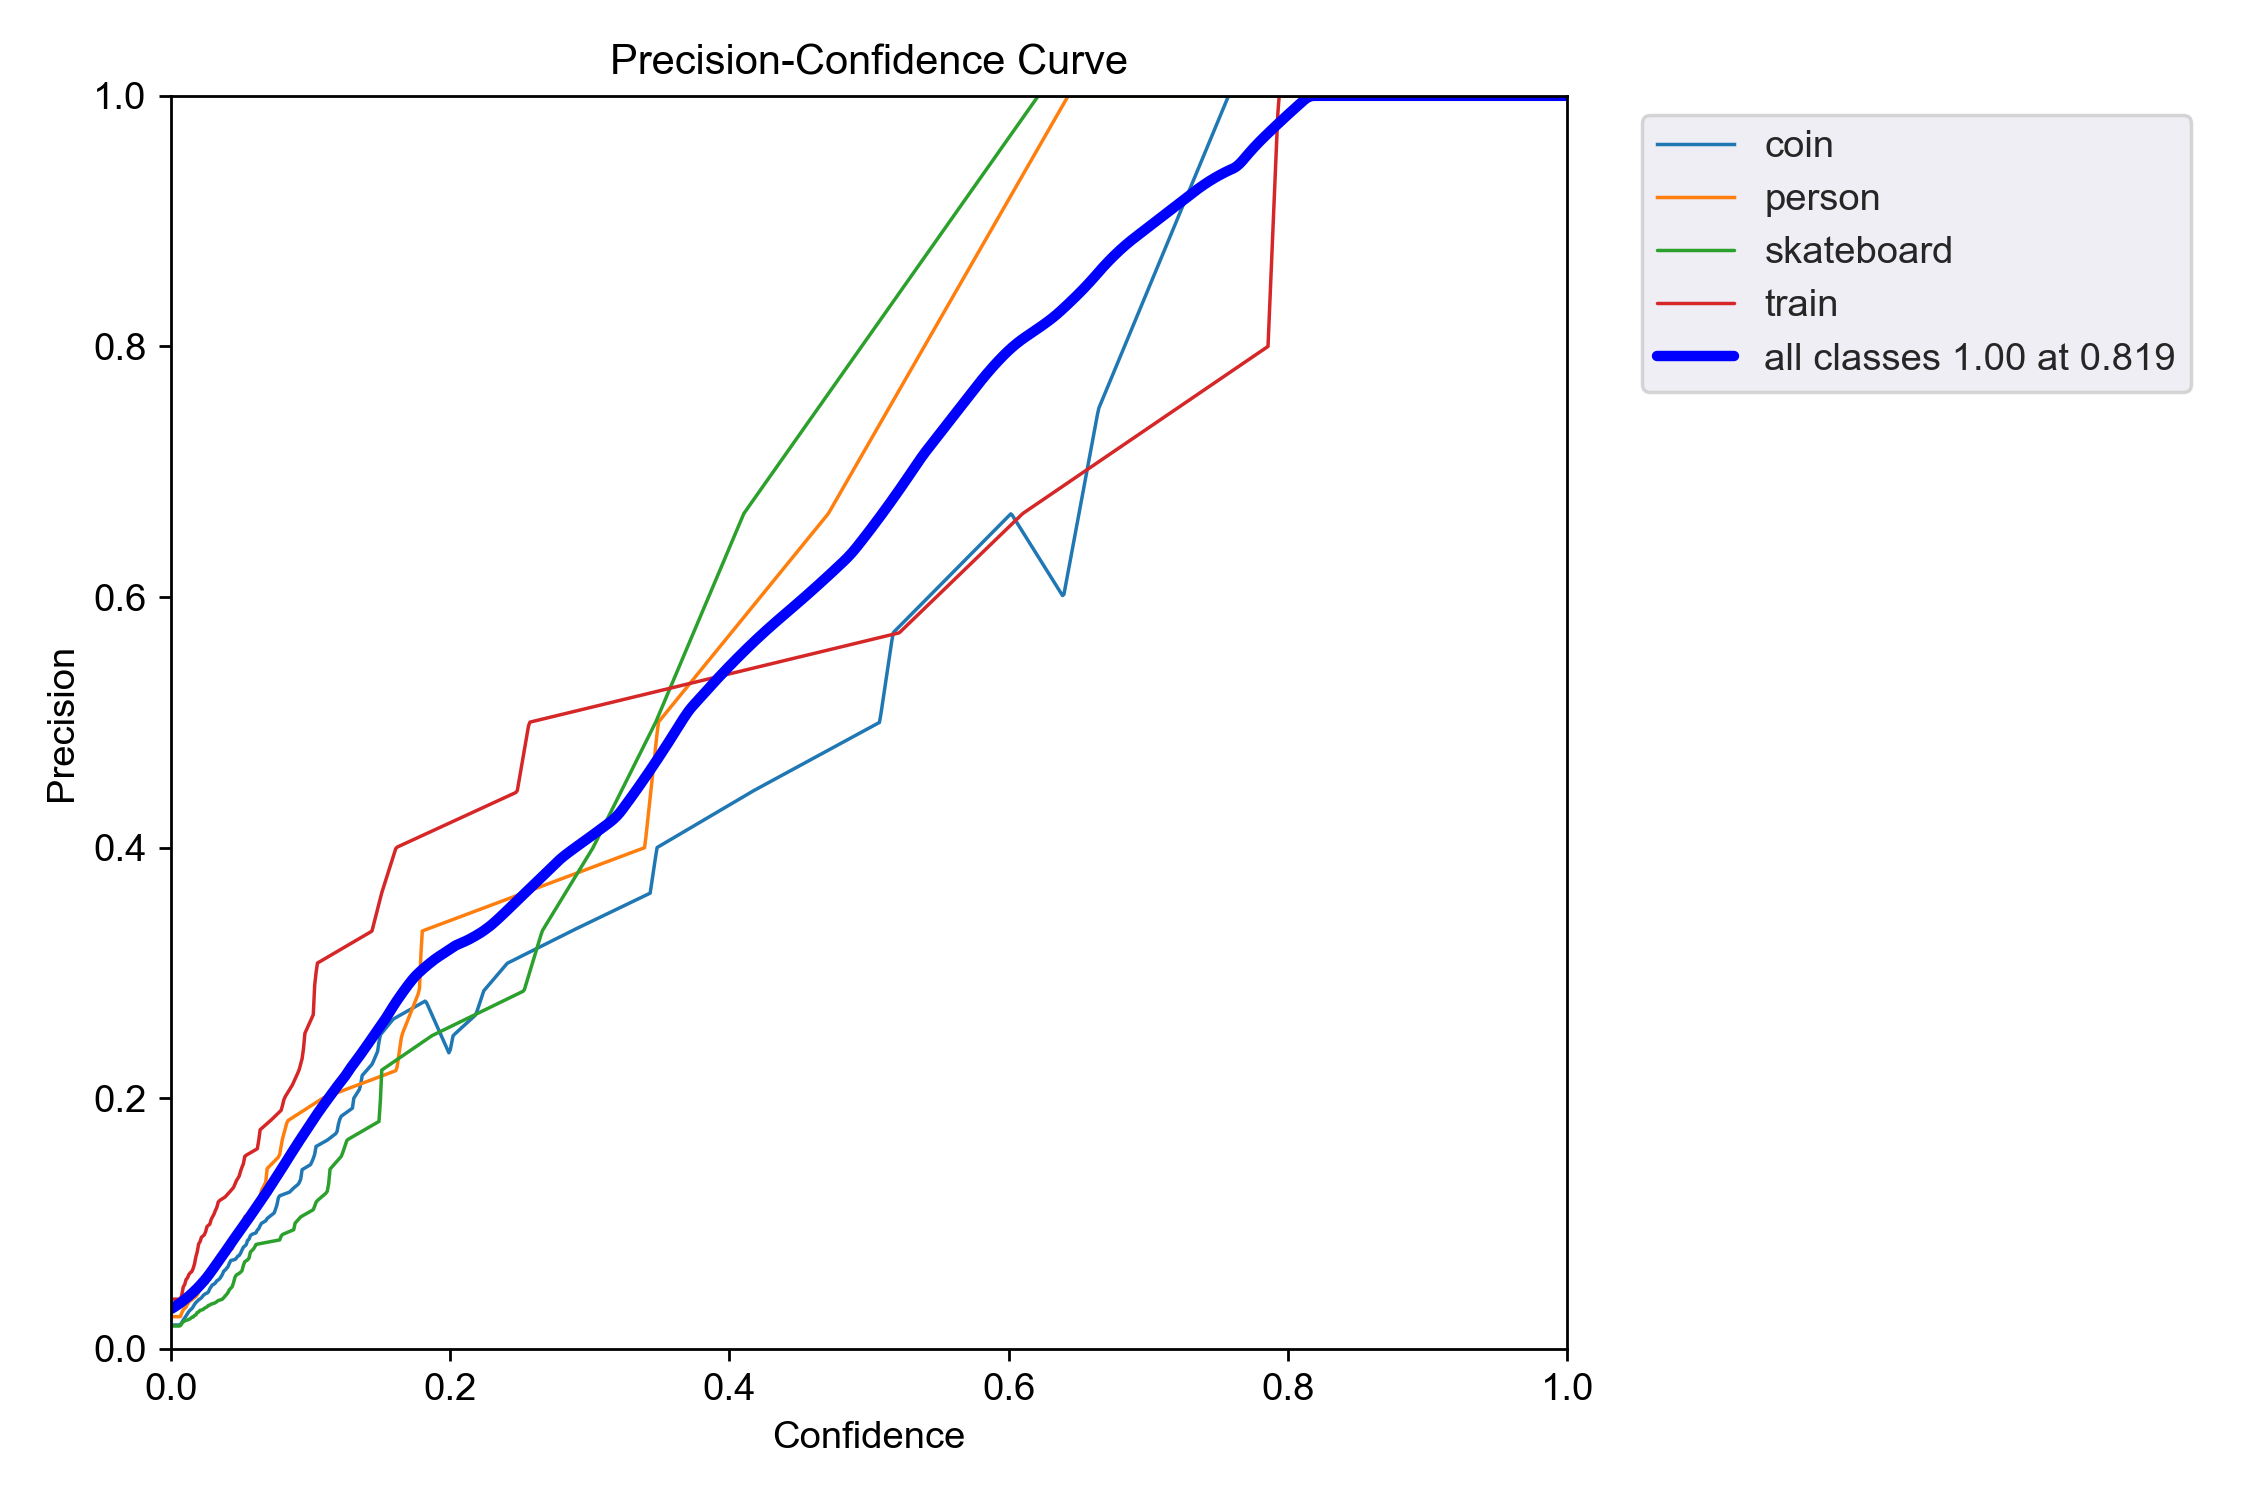 Precision-Confidence Curve
1.0
0.8
0.6
0.4
0.2
0.0
Precision
0.0 0.2 0.4 0.6 0.8 1.0
Confidence
coin
person
skateboard
train
all classes 1.00 at 0.819